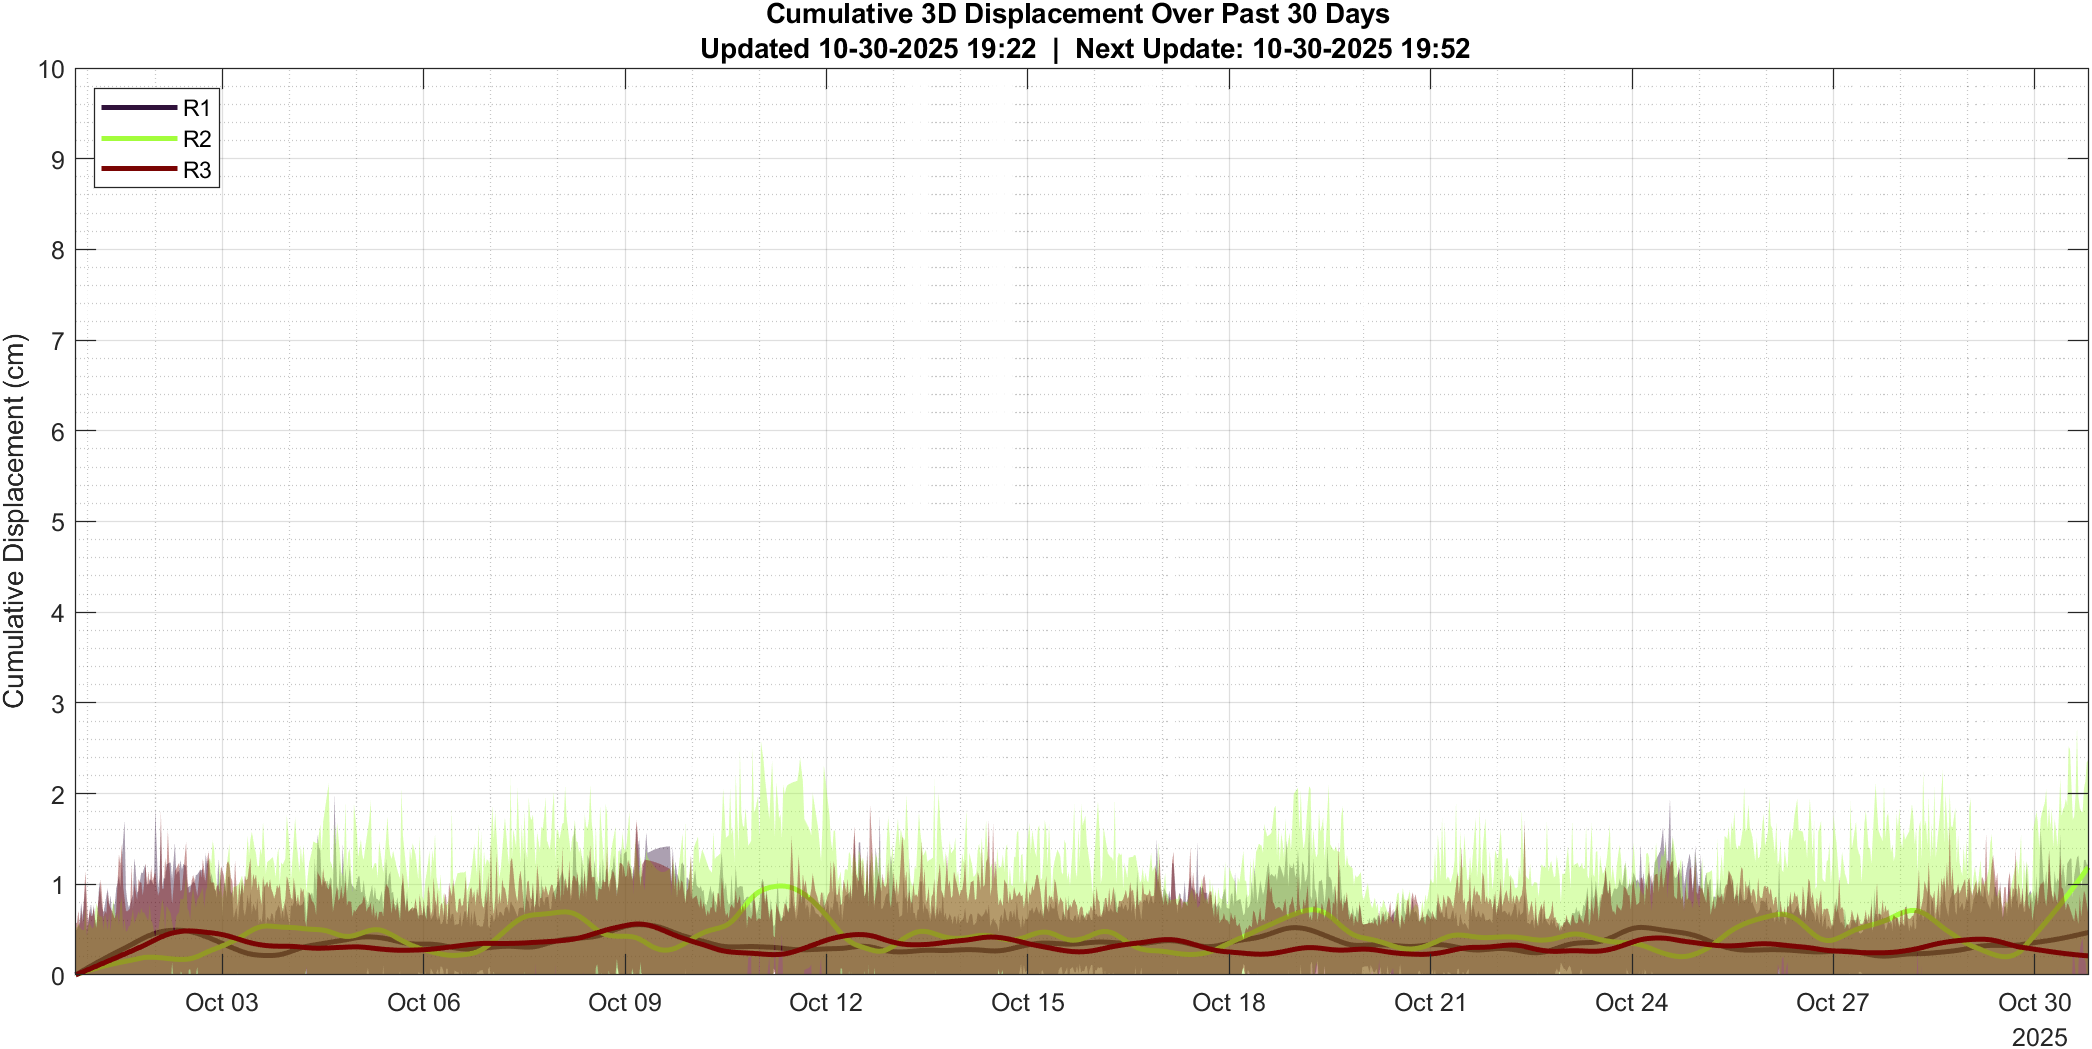 Cumulative 3D Displacement Over Past 30 Days
Updated 10-30-2025 19:22 | Next Update: 10-30-2025 19:52
R1
R2
R3
Cumulative Displacement (cm)
10
9
8
7
6
5
4
3
2
1
0
Oct 03 Oct 06 Oct 09 Oct 12 Oct 15 Oct 18 Oct 21 Oct 24 Oct 27 Oct 30
2025